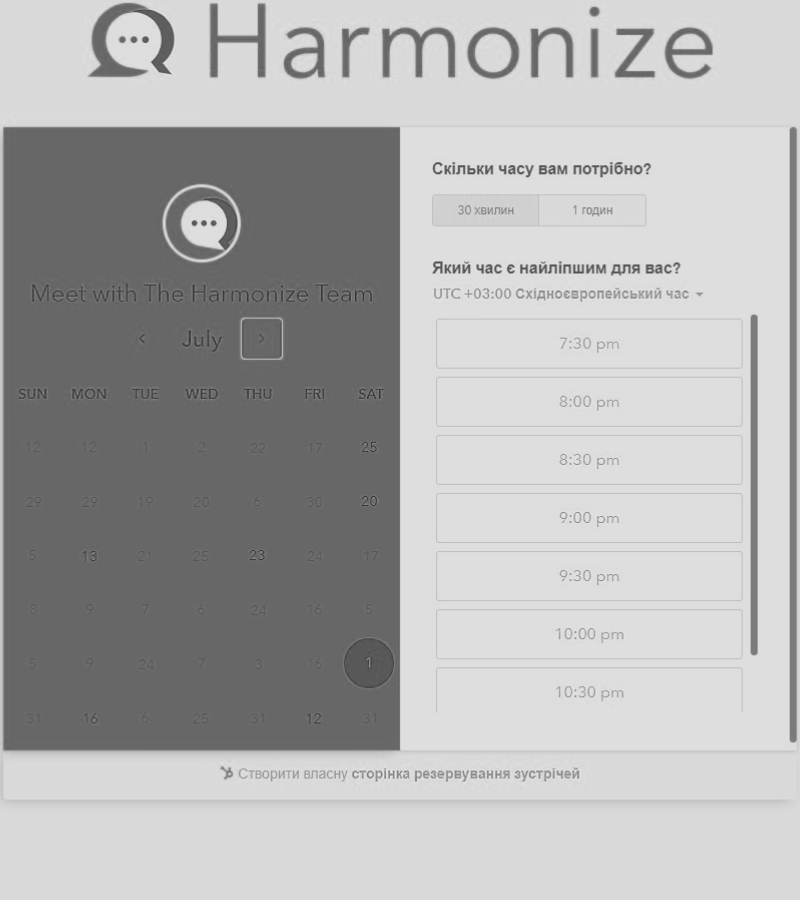 Harmonize
Meet with The Harmonize Team
July
SUN MON TUE WED THU FRI SAT
12 12 1 2 22 17 25
29 29 19 20 6 30 20
5 13 21 25 23 24 17
8 9 7 6 24 16 5
5 9 24 7 3 16 1
31 16 6 25 31 12 31
Скільки часу вам потрібно?
30 хвилин 1 годин
Який час є найліпшим для вас?
UTC +03:00 Східноєвропейський час
7:30 pm
8:00 pm
8:30 pm
9:00 pm
9:30 pm
10:00 pm
10:30 pm
Створити власну сторінка резервування зустрічей